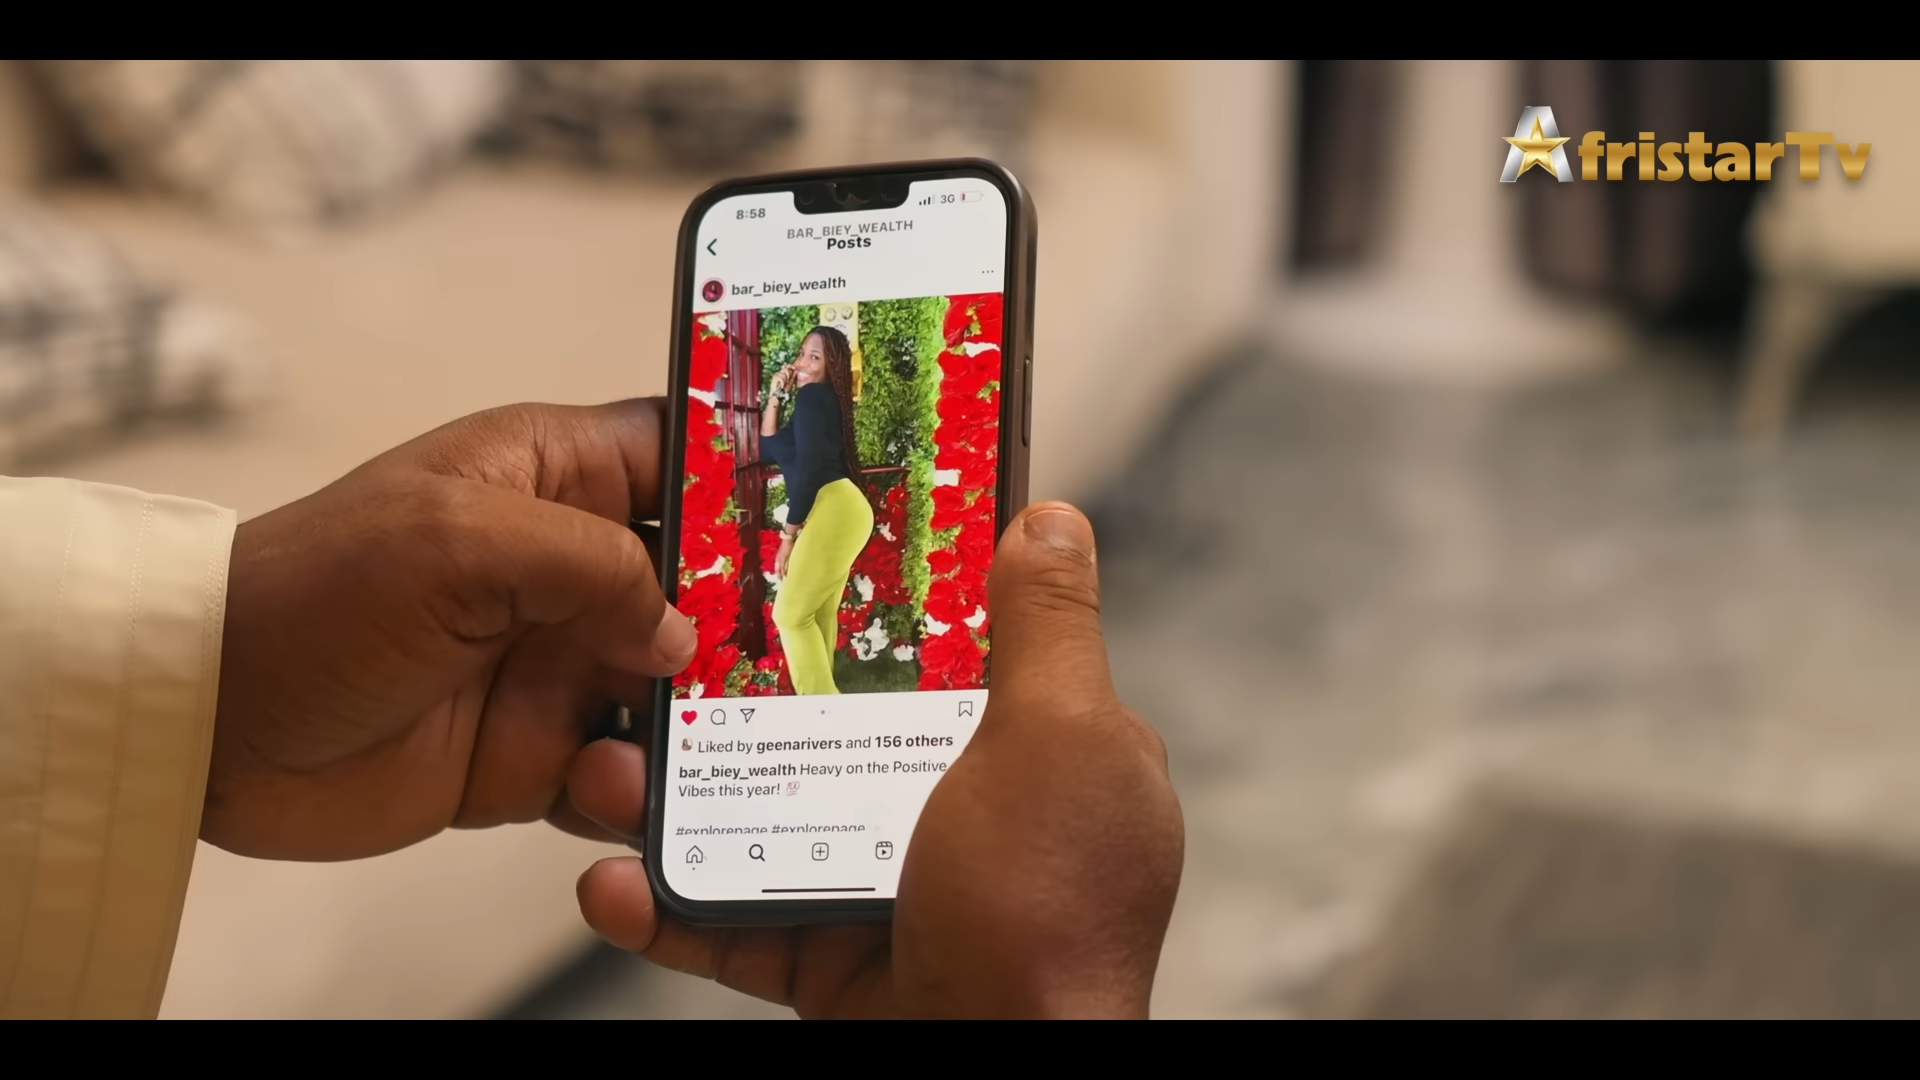 AfristarTv
8:58
3G
BAR_BIEY_WEALTH
Posts
bar_biey_wealth
Liked by geenarivers and 156 others
bar_biey_wealth Heavy on the Positive
Vibes this year! 💯
#explorepage #explorepage